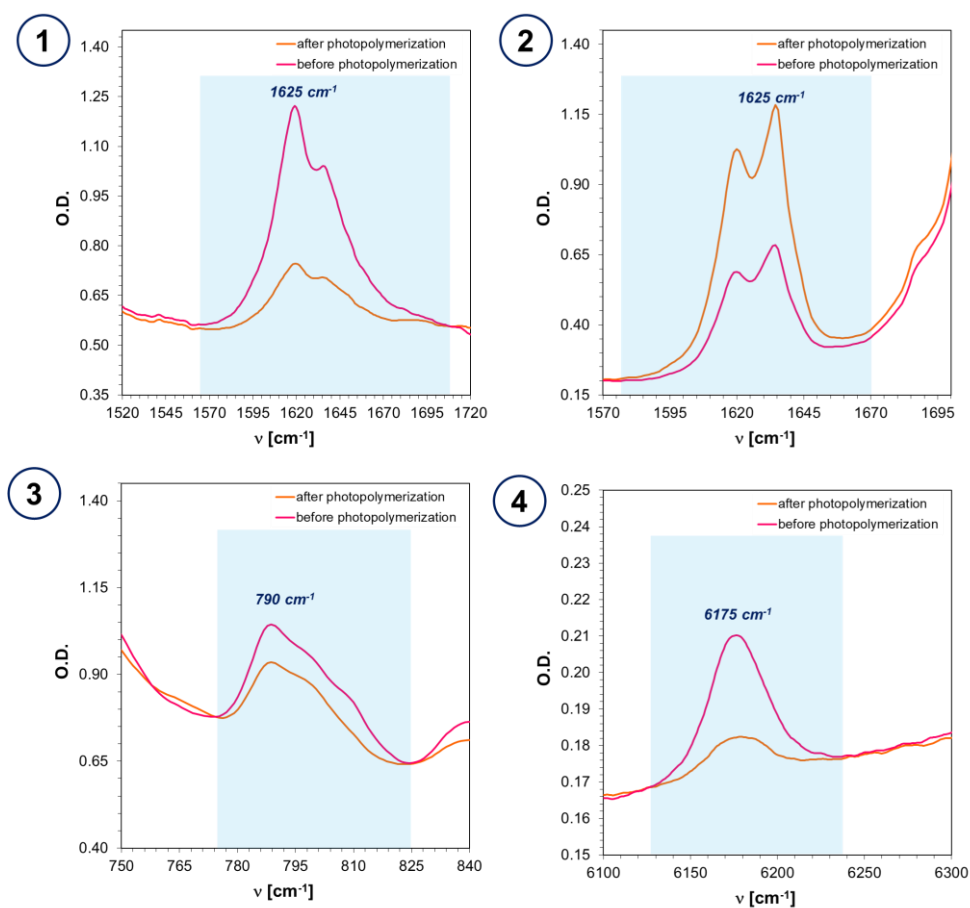 1
after photopolymerization
before photopolymerization
1625 cm⁻¹
O.D.
1.40
1.25
1.10
0.95
0.80
0.65
0.50
0.35
1520 1545 1570 1595 1620 1645 1670 1695 1720
ν [cm⁻¹]
2
after photopolymerization
before photopolymerization
1625 cm⁻¹
O.D.
1.40
1.15
0.90
0.65
0.40
0.15
1570 1595 1620 1645 1670 1695
ν [cm⁻¹]
3
after photopolymerization
before photopolymerization
790 cm⁻¹
O.D.
1.40
1.15
0.90
0.65
0.40
750 765 780 795 810 825 840
ν [cm⁻¹]
4
after photopolymerization
before photopolymerization
6175 cm⁻¹
O.D.
0.25
0.24
0.23
0.22
0.21
0.20
0.19
0.18
0.17
0.16
0.15
6100 6150 6200 6250 6300
ν [cm⁻¹]